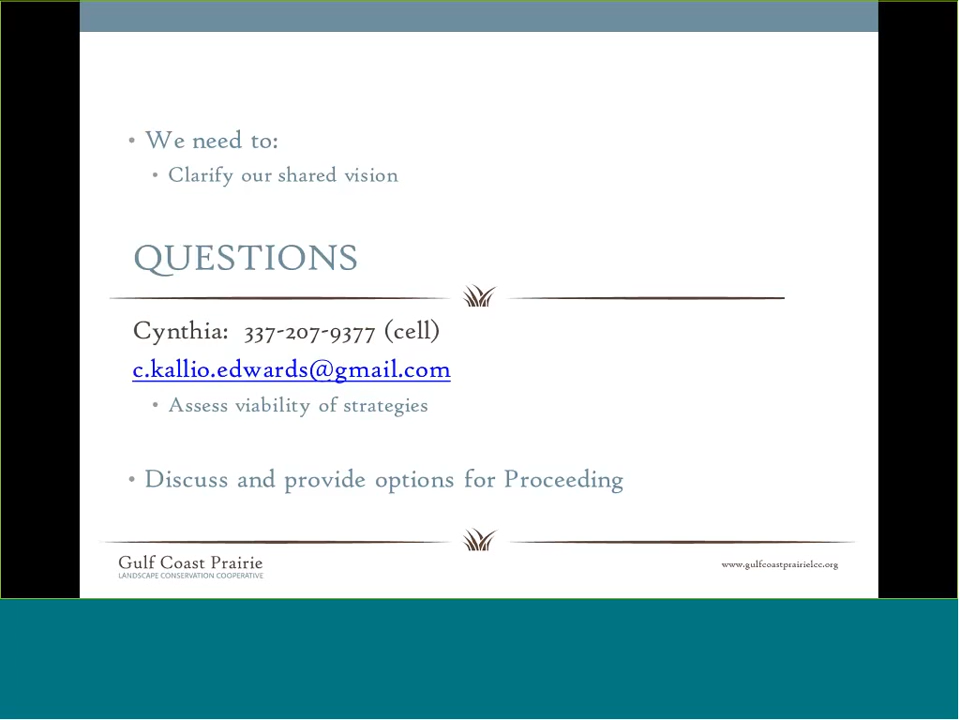 • We need to:
• Clarify our shared vision
QUESTIONS
Cynthia: 337-207-9377 (cell)
c.kallio.edwards@gmail.com
• Assess viability of strategies
• Discuss and provide options for Proceeding
Gulf Coast Prairie
LANDSCAPE CONSERVATION COOPERATIVE
www.gulfcoastprairielcc.org